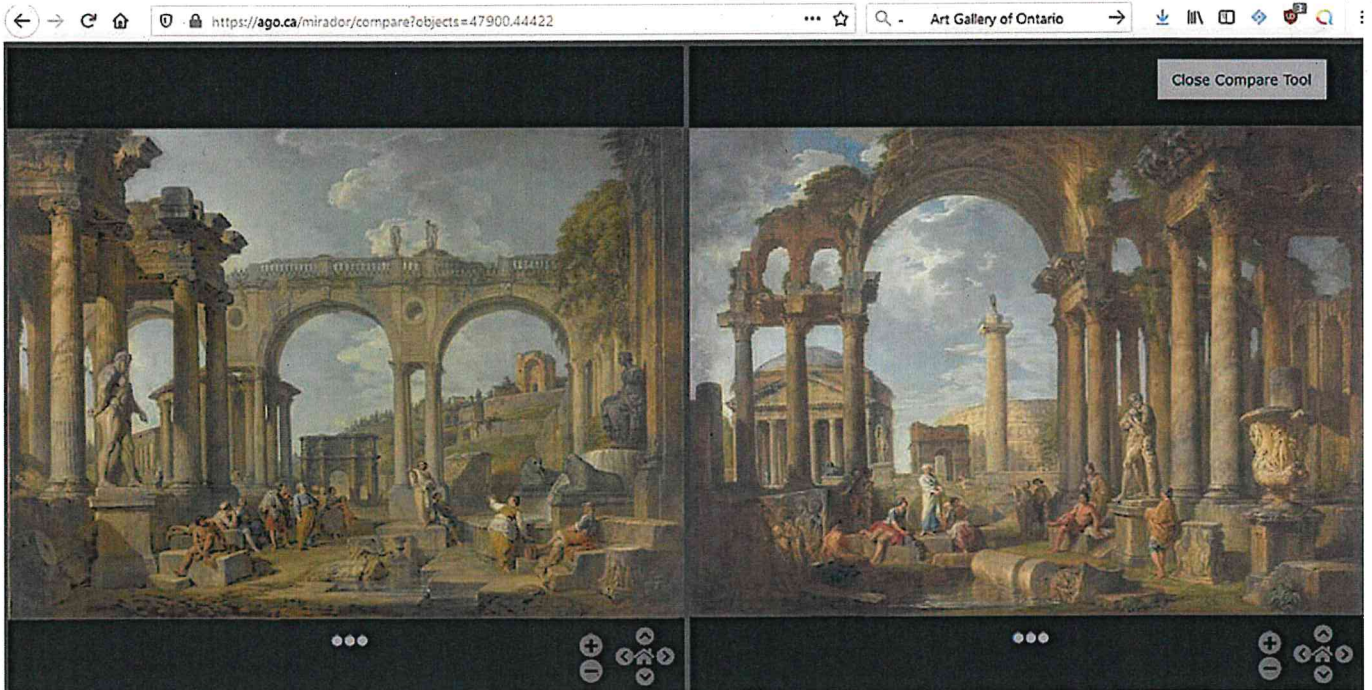 https://ago.ca/mirador/compare?objects=47900.44422
Art Gallery of Ontario
Close Compare Tool